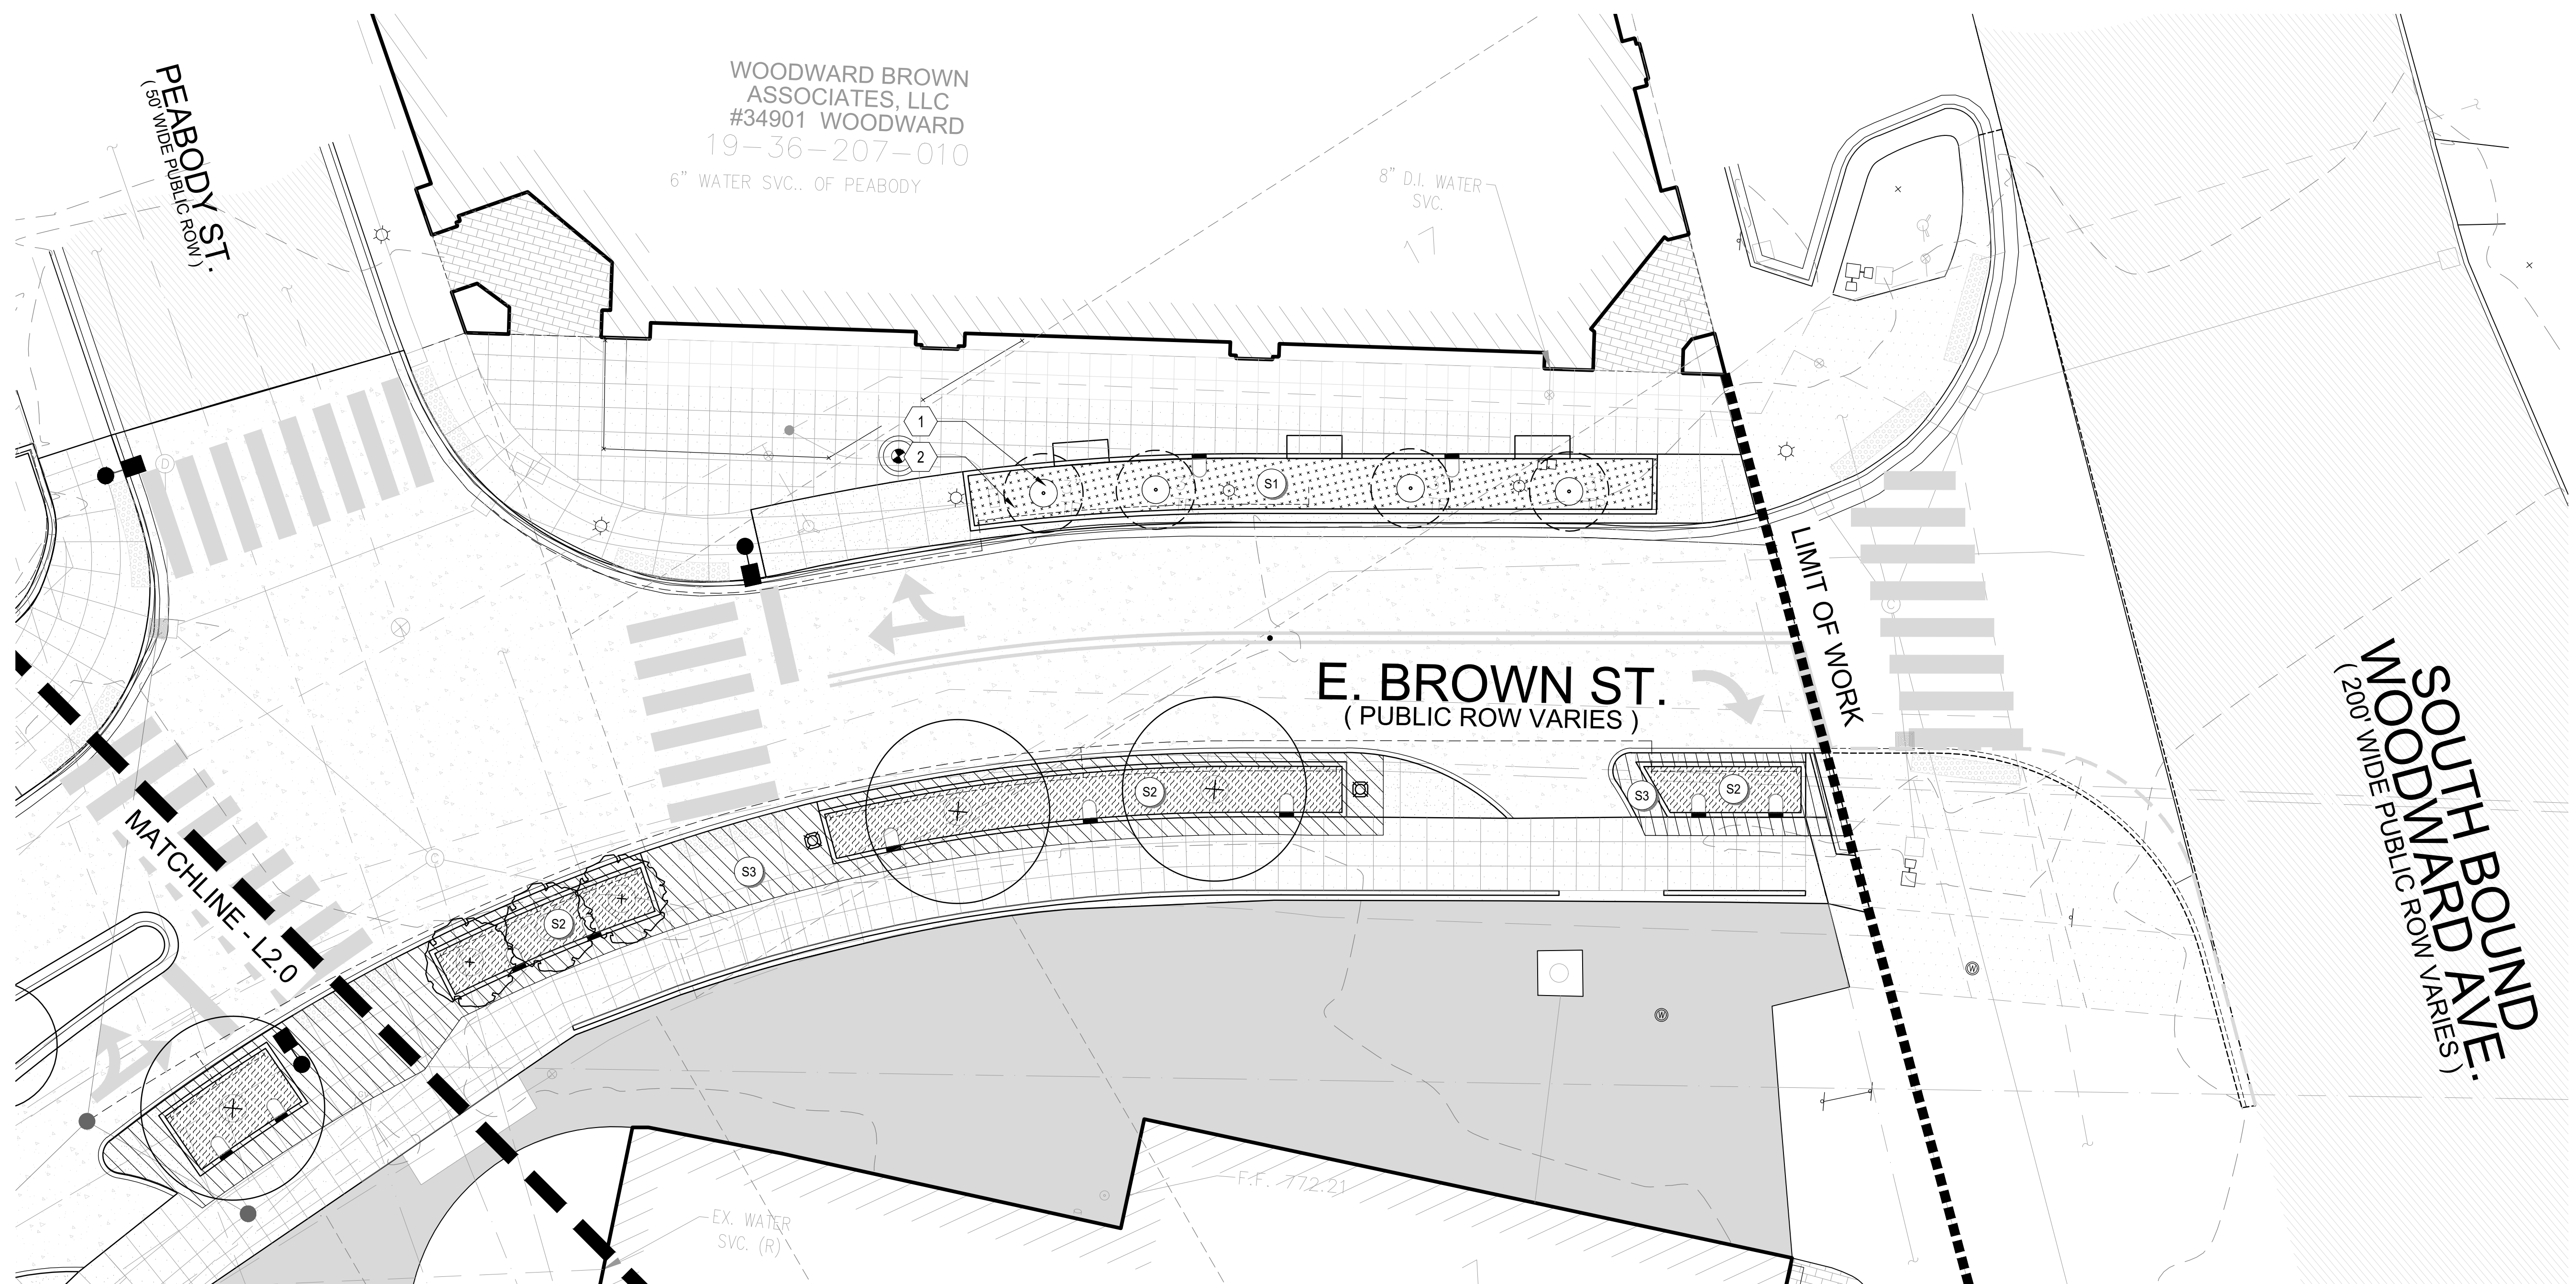 PEABODY ST.
( 50' WIDE PUBLIC ROW )
WOODWARD BROWN
ASSOCIATES, LLC
#34901 WOODWARD
19-36-207-010
6" WATER SVC.. OF PEABODY
8" D.I. WATER
SVC.
1
2
S1
LIMIT OF WORK
E. BROWN ST.
( PUBLIC ROW VARIES )
SOUTH BOUND
WOODWARD AVE.
( 200' WIDE PUBLIC ROW VARIES )
S2
S3
S2
S3
S2
D
C
C
W
W
MATCHLINE - L2.0
F.F. 772.21
EX. WATER
SVC. (R)